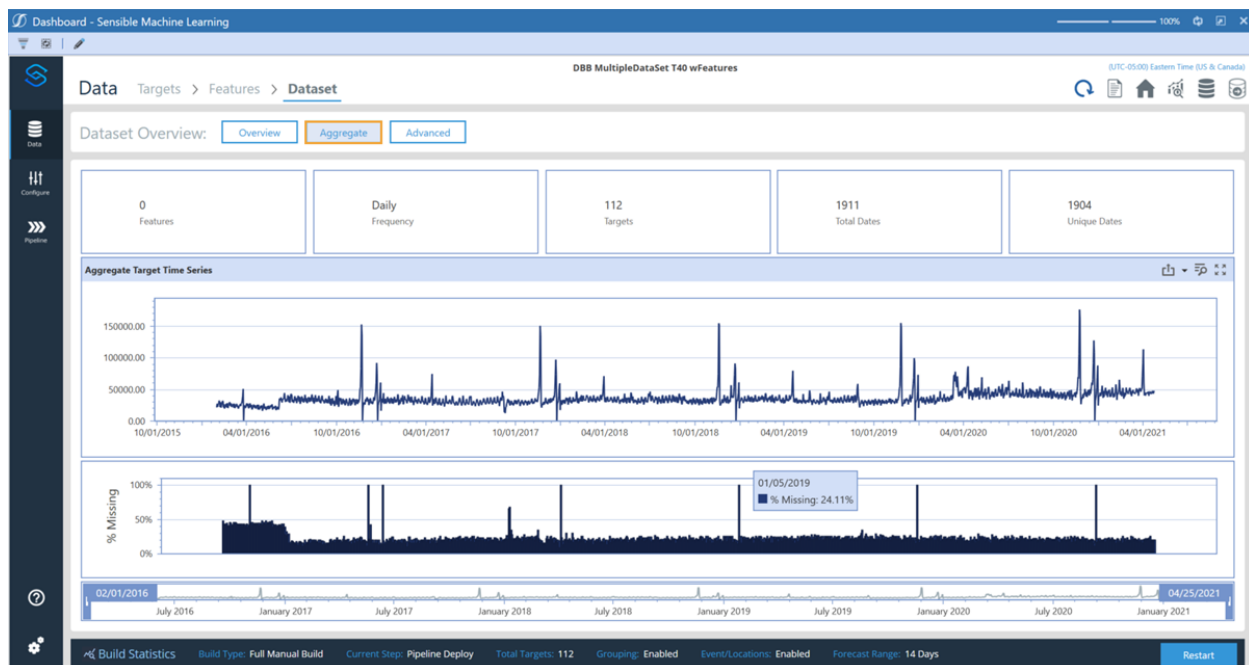 Dashboard - Sensible Machine Learning
100%
DBB MultipleDataSet T40 wFeatures
(UTC-05:00) Eastern Time (US & Canada)
Data Targets > Features > Dataset
Data
Configure
Pipeline
Dataset Overview: Overview Aggregate Advanced
0 Daily 112 1911 1904
Features Frequency Targets Total Dates Unique Dates
Aggregate Target Time Series
150000.00
100000.00
50000.00
0.00
10/01/2015 04/01/2016 10/01/2016 04/01/2017 10/01/2017 04/01/2018 10/01/2018 04/01/2019 10/01/2019 04/01/2020 10/01/2020 04/01/2021
% Missing
100%
50%
0%
01/05/2019
% Missing: 24.11%
02/01/2016 04/25/2021
July 2016 January 2017 July 2017 January 2018 July 2018 January 2019 July 2019 January 2020 July 2020 January 2021
Build Statistics Build Type: Full Manual Build Current Step: Pipeline Deploy Total Targets: 112 Grouping: Enabled Event/Locations: Enabled Forecast Range: 14 Days Restart